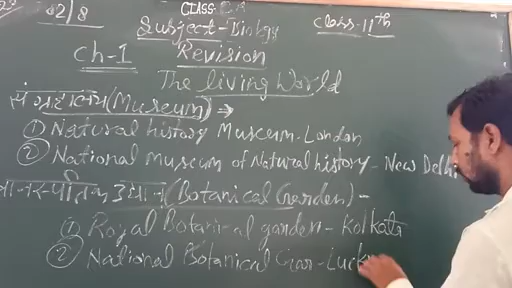 02/8 CLASS
Subject-Biology Class-11th
Ch-1 Revision
The living World
संग्रहालय (Museum) →
① Natural history Museum-London
② National museum of Natural history - New Delhi
(Botanical Garden) -
① Royal Botanical garden - Kolkata
② National Botanical Gar - Luck